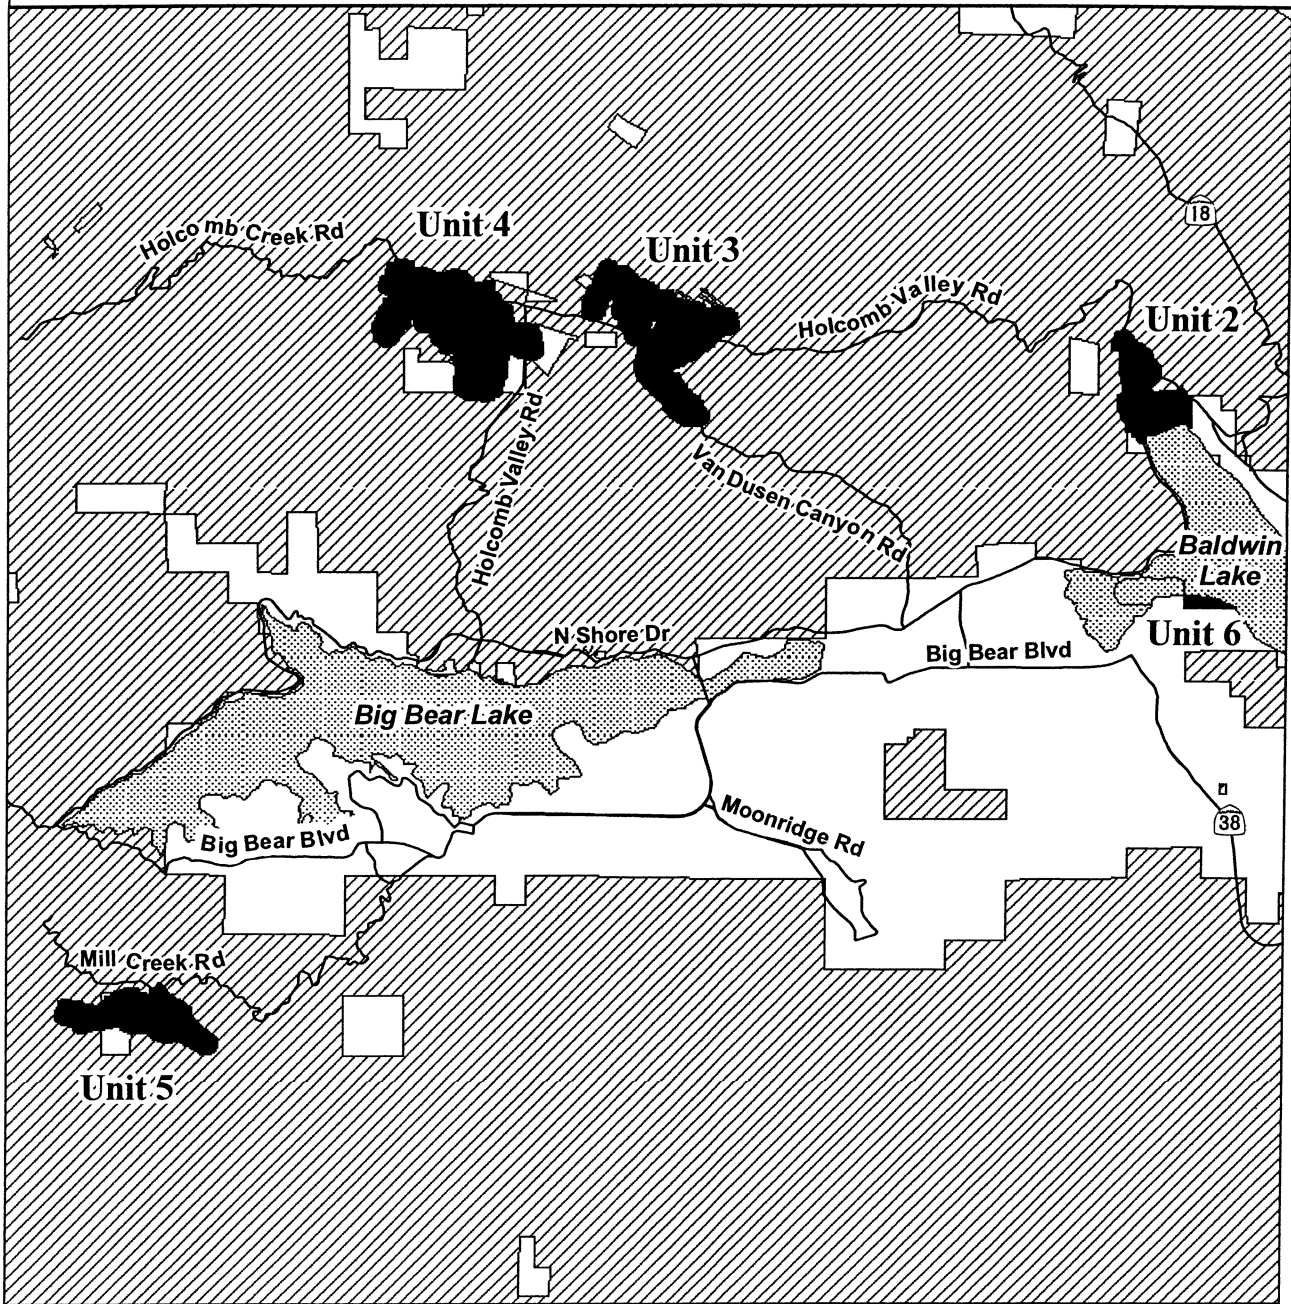 18
Unit 4
Holcomb Creek Rd
Unit 3
Holcomb Valley Rd
Unit 2
Holcomb Valley Rd
Van Dusen Canyon Rd
Baldwin
Lake
N Shore Dr
Unit 6
Big Bear Blvd
Big Bear Lake
Moonridge Rd
38
Big Bear Blvd
Mill Creek Rd
Unit 5